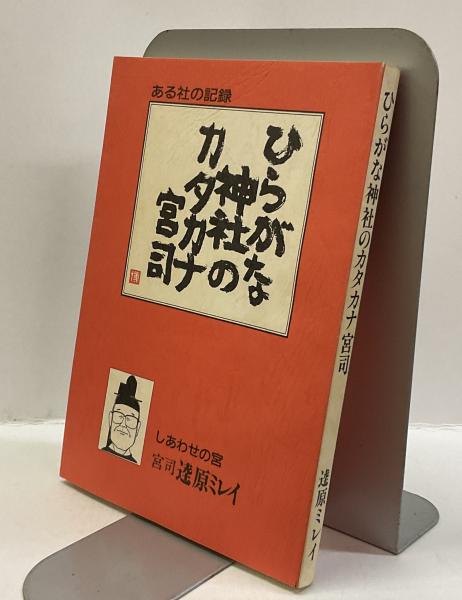 ある社の記録
ひらがな
神社の
カタカナ
宮司
しあわせの宮
宮司 逵原ミレイ
ひらがな神社のカタカナ宮司
逵原ミレイ